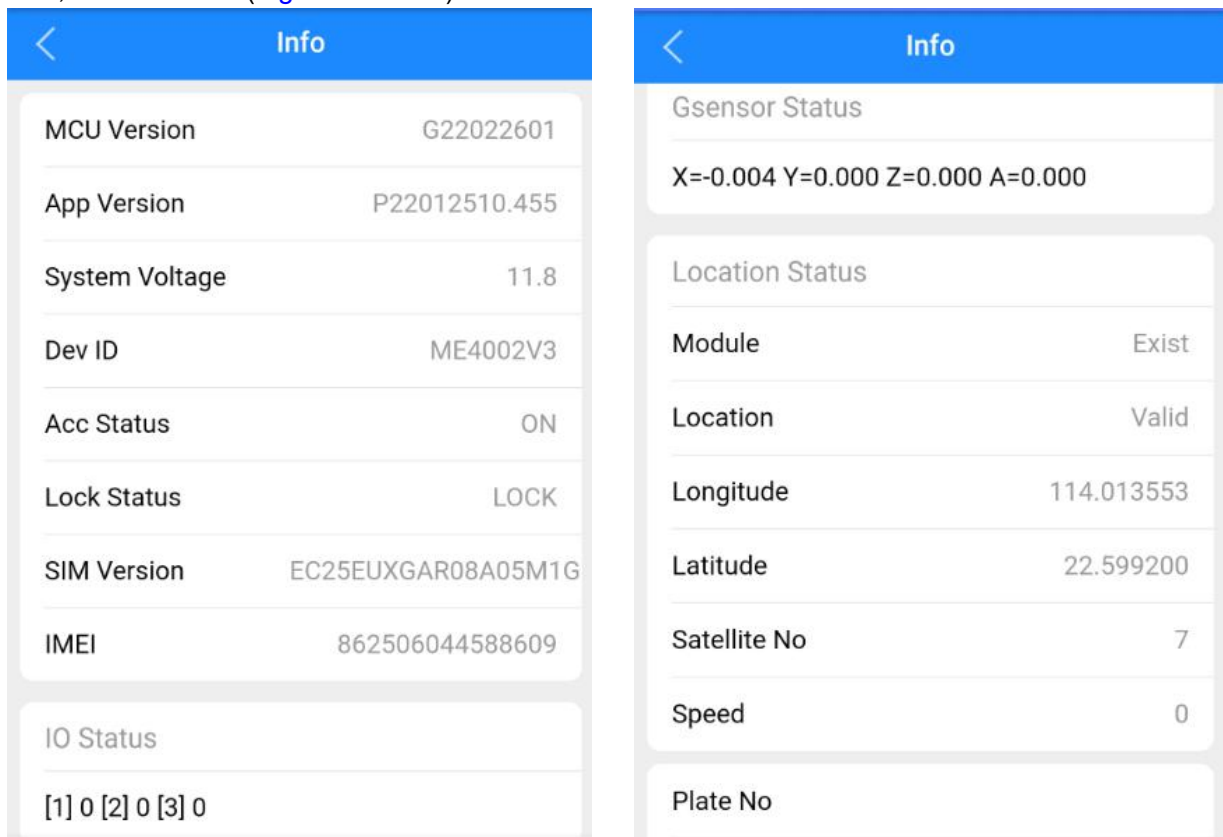 Info
MCU Version G22022601
App Version P22012510.455
System Voltage 11.8
Dev ID ME4002V3
Acc Status ON
Lock Status LOCK
SIM Version EC25EUXGAR08A05M1G
IMEI 862506044588609
IO Status
[1] 0 [2] 0 [3] 0
Info
Gsensor Status
X=-0.004 Y=0.000 Z=0.000 A=0.000
Location Status
Module Exist
Location Valid
Longitude 114.013553
Latitude 22.599200
Satellite No 7
Speed 0
Plate No